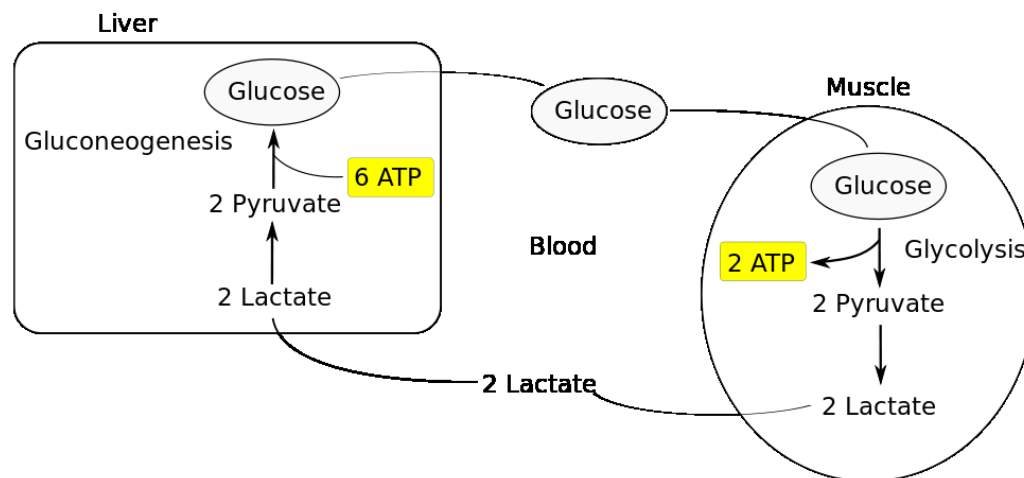 Liver
Glucose
Gluconeogenesis
6 ATP
2 Pyruvate
2 Lactate
Glucose
Blood
2 Lactate
Muscle
Glucose
2 ATP
Glycolysis
2 Pyruvate
2 Lactate